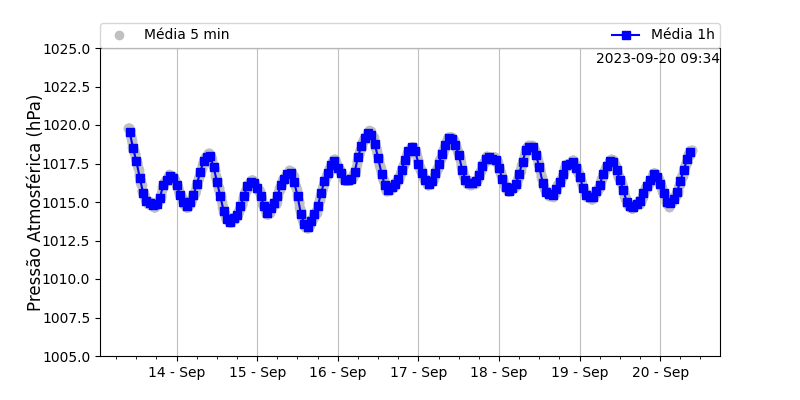 Média 5 min
Média 1h
2023-09-20 09:34
Pressão Atmosférica (hPa)
1025.0
1022.5
1020.0
1017.5
1015.0
1012.5
1010.0
1007.5
1005.0
14 - Sep
15 - Sep
16 - Sep
17 - Sep
18 - Sep
19 - Sep
20 - Sep